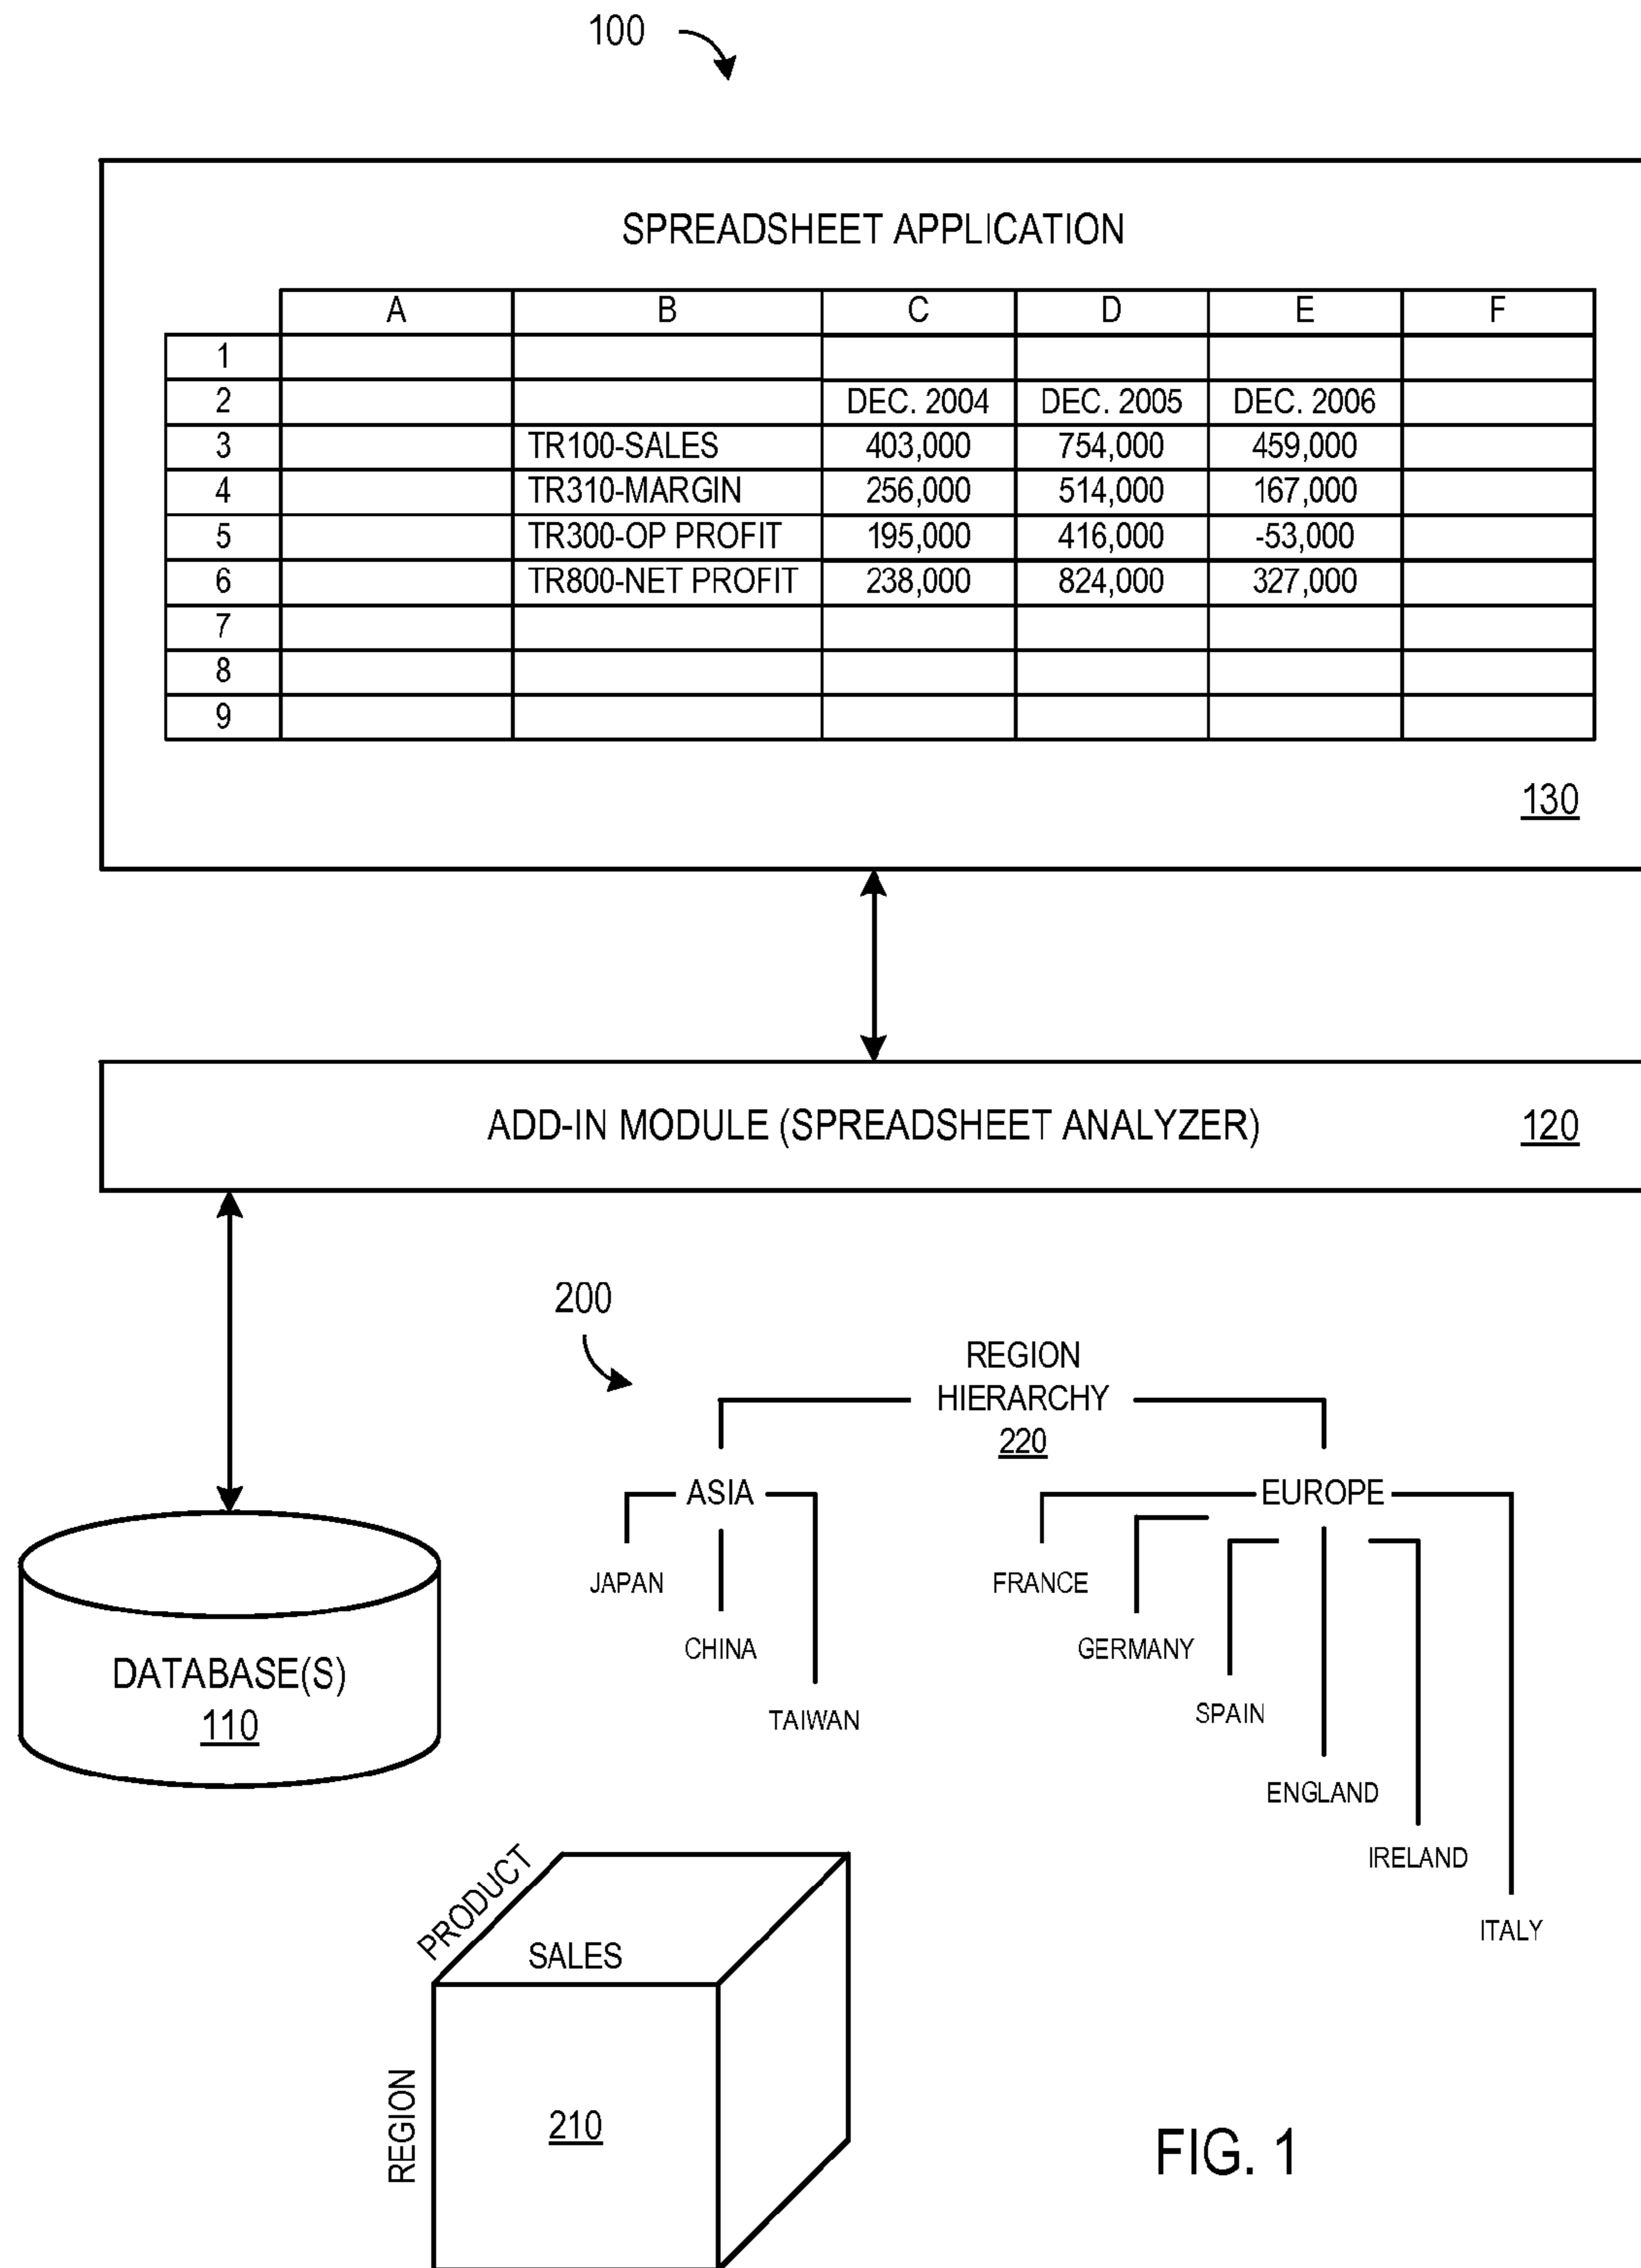 100
SPREADSHEET APPLICATION
A B C D E F
1
2 DEC. 2004 DEC. 2005 DEC. 2006
3 TR100-SALES 403,000 754,000 459,000
4 TR310-MARGIN 256,000 514,000 167,000
5 TR300-OP PROFIT 195,000 416,000 -53,000
6 TR800-NET PROFIT 238,000 824,000 327,000
7
8
9
130
ADD-IN MODULE (SPREADSHEET ANALYZER) 120
200
REGION
HIERARCHY
220
ASIA EUROPE
JAPAN FRANCE
CHINA GERMANY
TAIWAN SPAIN
ENGLAND
IRELAND
ITALY
DATABASE(S)
110
PRODUCT
SALES
REGION
210
FIG. 1